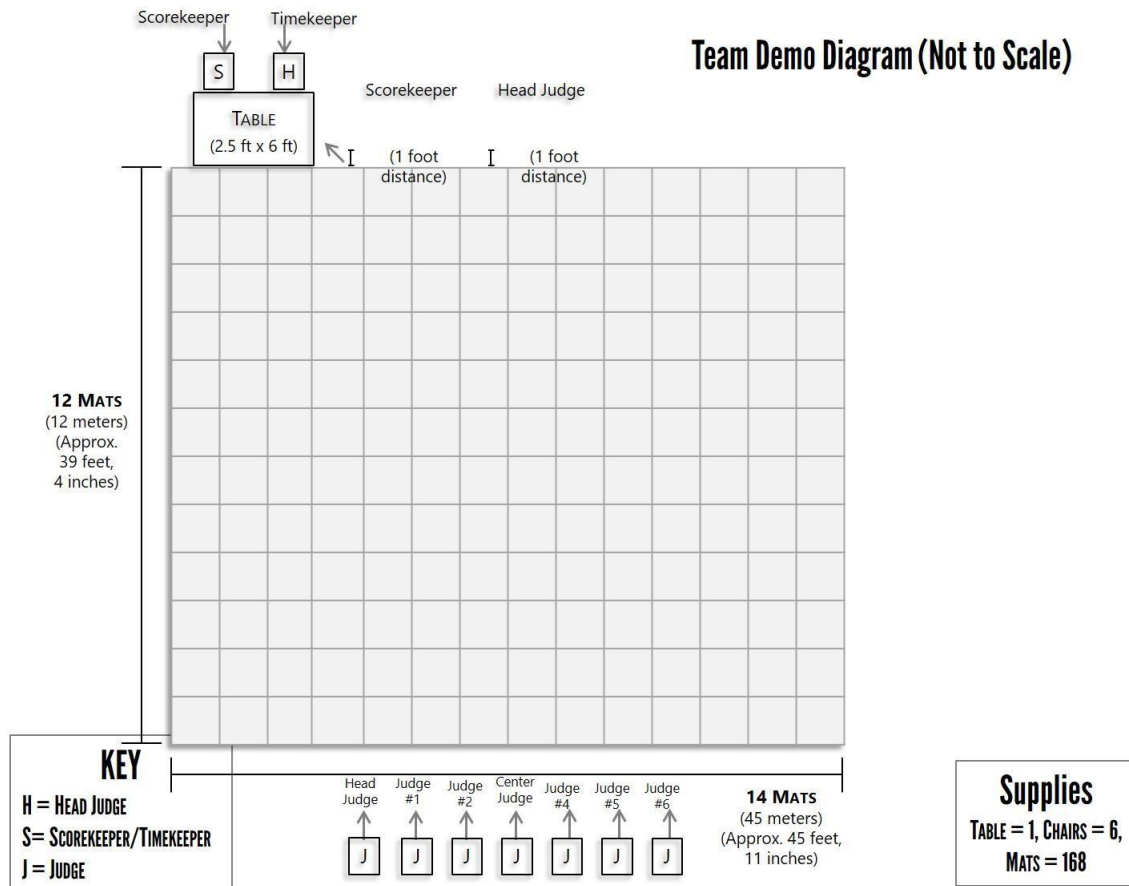 Scorekeeper Timekeeper
S H
Team Demo Diagram (Not to Scale)
Scorekeeper Head Judge
TABLE
(2.5 ft x 6 ft)
(1 foot
distance)
(1 foot
distance)
12 MATS
(12 meters)
(Approx.
39 feet,
4 inches)
KEY
H = HEAD JUDGE
S= SCOREKEEPER/TIMEKEEPER
J = JUDGE
Head
Judge
Judge
#1
Judge
#2
Center
Judge
Judge
#4
Judge
#5
Judge
#6
J J J J J J J
14 MATS
(45 meters)
(Approx. 45 feet,
11 inches)
Supplies
TABLE = 1, CHAIRS = 6,
MATS = 168